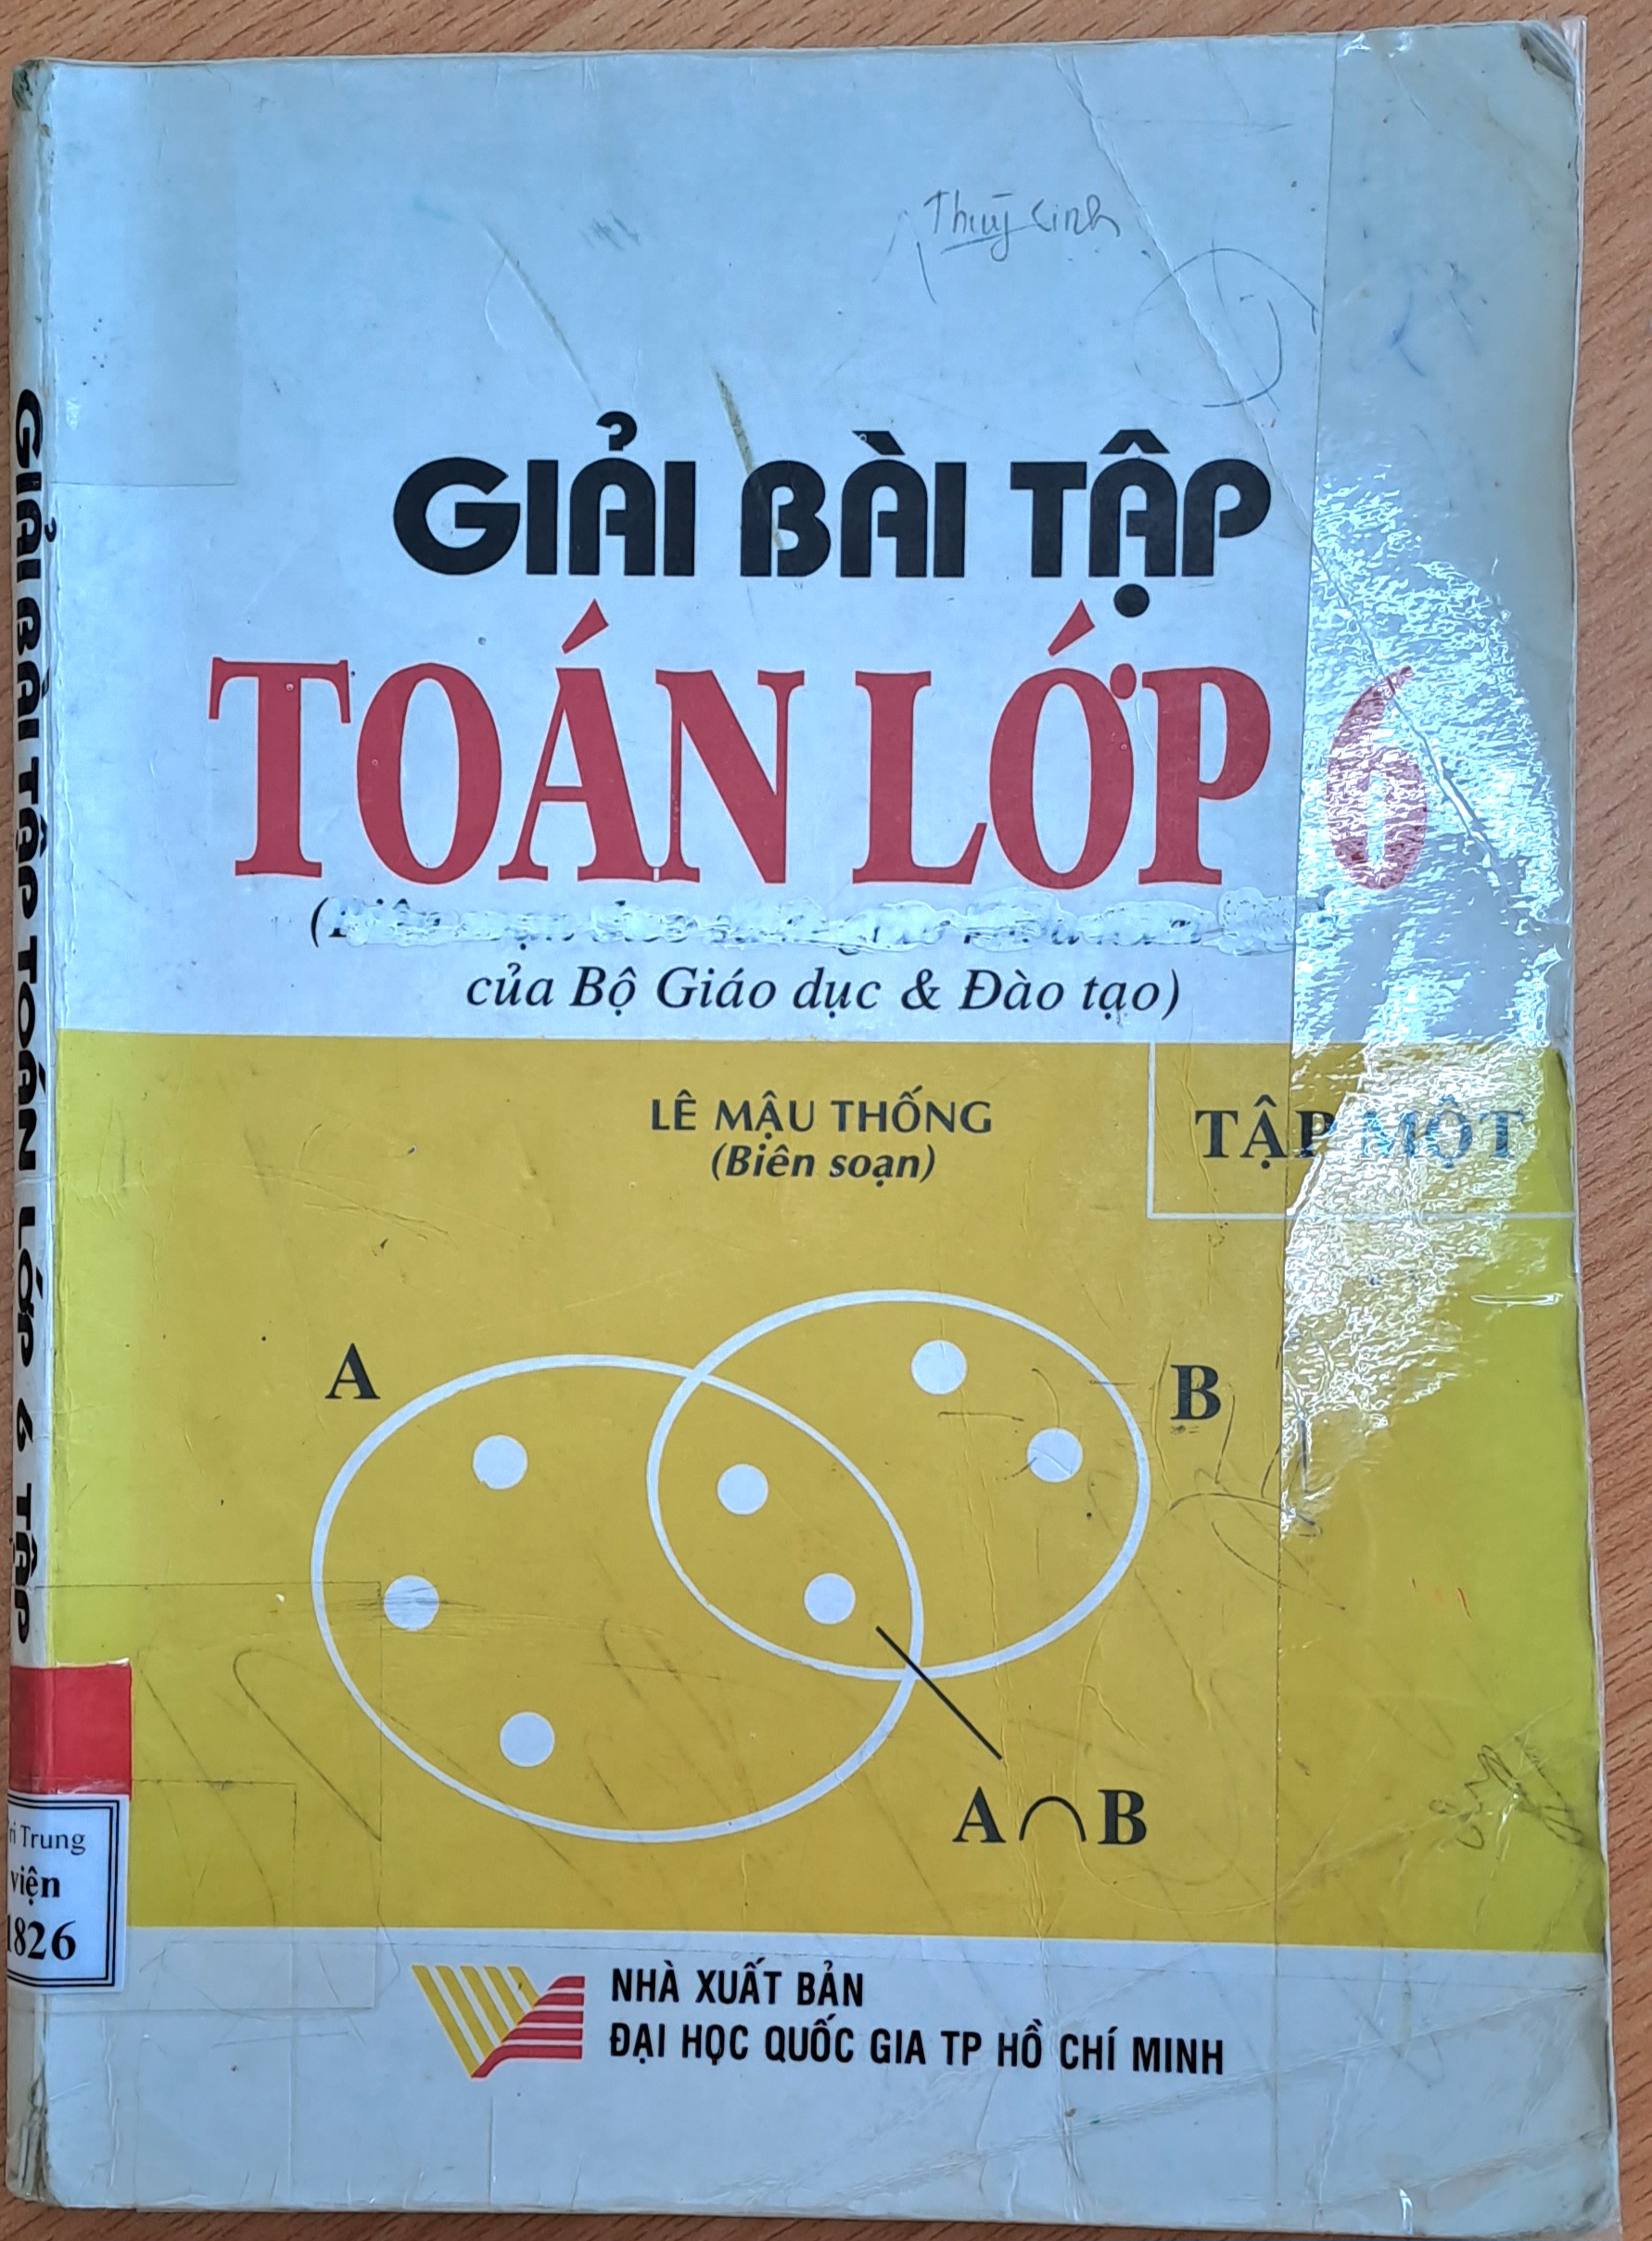 Thuỳ Linh
GIẢI BÀI TẬP
TOÁN LỚP 6
của Bộ Giáo dục & Đào tạo)
LÊ MẬU THỐNG
(Biên soạn)
TẬP MỘT
A
B
A∩B
NHÀ XUẤT BẢN
ĐẠI HỌC QUỐC GIA TP HỒ CHÍ MINH
GIẢI BÀI TẬP TOÁN LỚP 6 TẬP
Trung
viện
1826